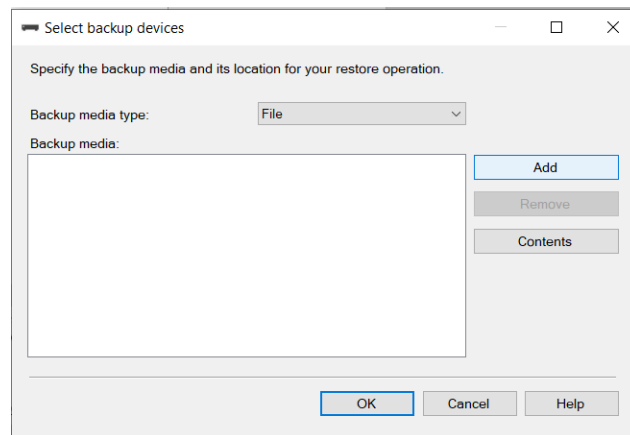 Select backup devices
Specify the backup media and its location for your restore operation.
Backup media type:
File
Backup media:
Add
Remove
Contents
OK
Cancel
Help